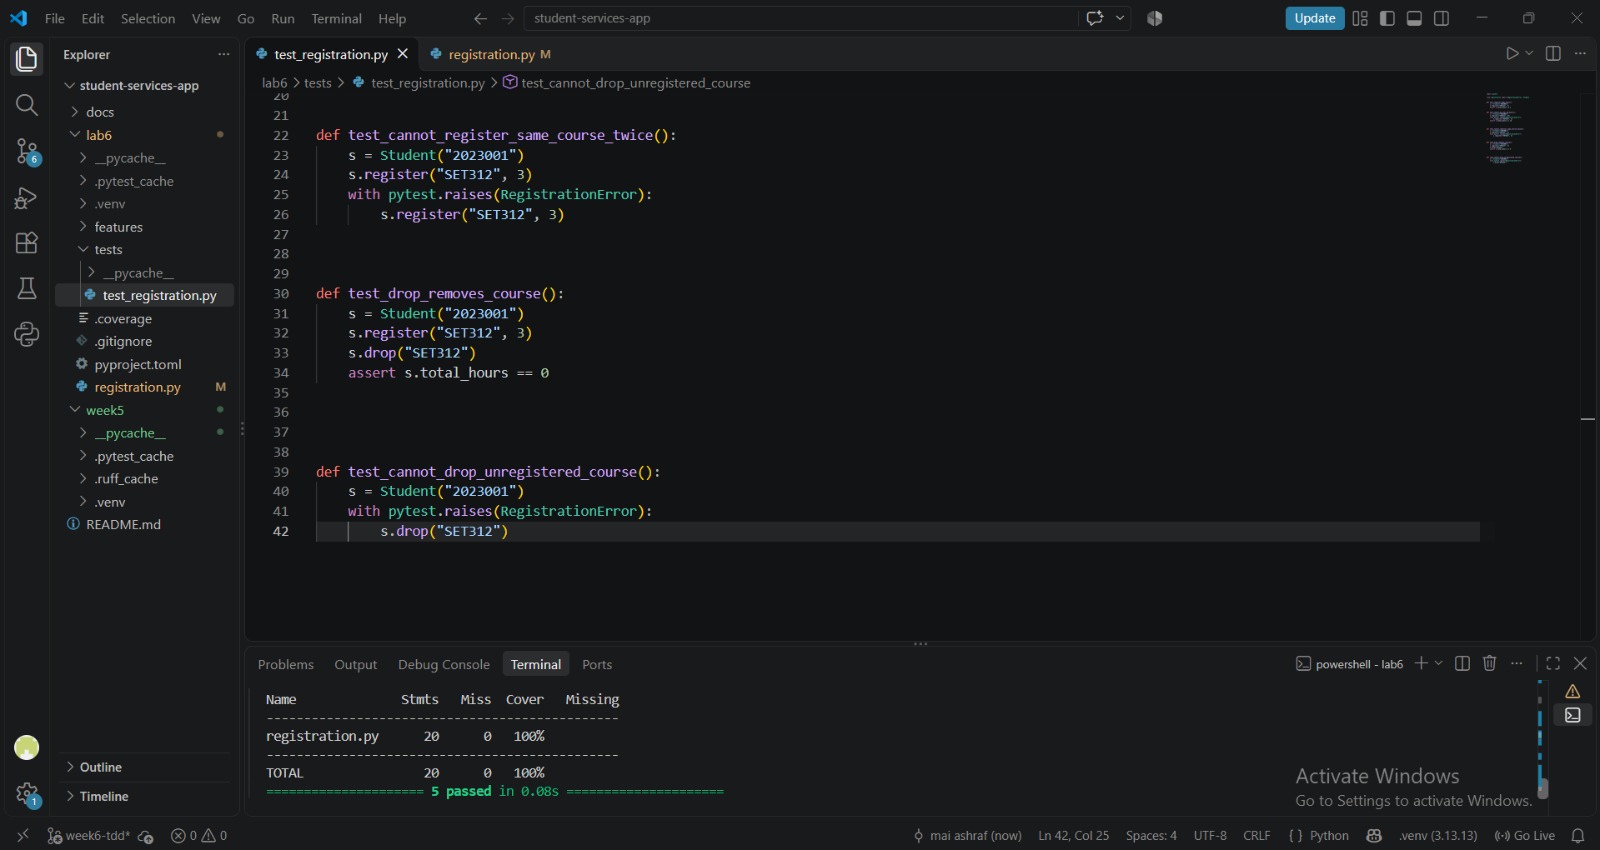 File Edit Selection View Go Run Terminal Help
student-services-app
Update
Explorer
student-services-app
docs
lab6
__pycache__
.pytest_cache
.venv
features
tests
__pycache__
test_registration.py
.coverage
.gitignore
pyproject.toml
registration.py M
week5
__pycache__
.pytest_cache
.ruff_cache
.venv
README.md
Outline
Timeline
6
1
test_registration.py
registration.py M
lab6 > tests > test_registration.py > test_cannot_drop_unregistered_course
20
21
22 def test_cannot_register_same_course_twice():
23 s = Student("2023001")
24 s.register("SET312", 3)
25 with pytest.raises(RegistrationError):
26 s.register("SET312", 3)
27
28
29
30 def test_drop_removes_course():
31 s = Student("2023001")
32 s.register("SET312", 3)
33 s.drop("SET312")
34 assert s.total_hours == 0
35
36
37
38
39 def test_cannot_drop_unregistered_course():
40 s = Student("2023001")
41 with pytest.raises(RegistrationError):
42 s.drop("SET312")
Problems Output Debug Console Terminal Ports
powershell - lab6
Name Stmts Miss Cover Missing
---------------------------------------------
registration.py 20 0 100%
---------------------------------------------
TOTAL 20 0 100%
===================== 5 passed in 0.08s =====================
Activate Windows
Go to Settings to activate Windows.
week6-tdd* 0 0 mai ashraf (now) Ln 42, Col 25 Spaces: 4 UTF-8 CRLF { } Python .venv (3.13.13) Go Live